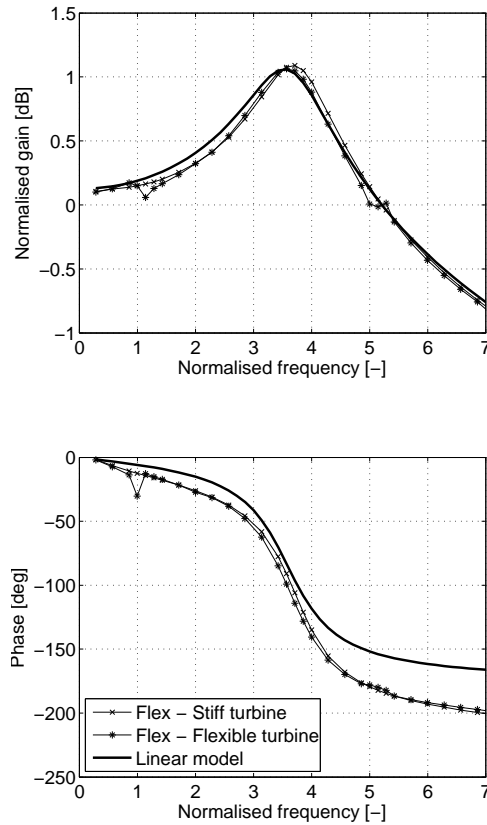 1.5
1
0.5
0
−0.5
−1
0 1 2 3 4 5 6 7
Normalised gain [dB]
Normalised frequency [−]
0
−50
−100
−150
−200
−250
0 1 2 3 4 5 6 7
Phase [deg]
Flex − Stiff turbine
Flex − Flexible turbine
Linear model
Normalised frequency [−]